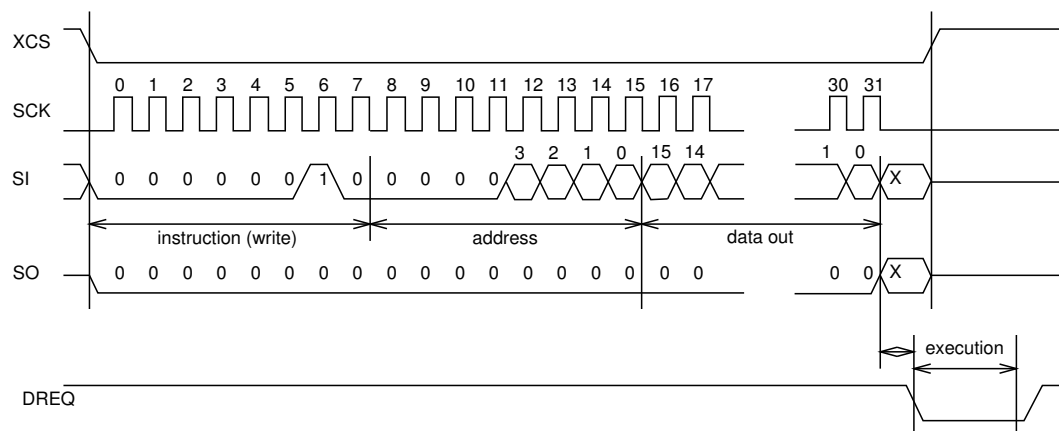 XCS
0 1 2 3 4 5 6 7 8 9 10 11 12 13 14 15 16 17 30 31
SCK
3 2 1 0 15 14 1 0
SI 0 0 0 0 0 0 1 0 0 0 0 0 X
instruction (write) address data out
SO 0 0 0 0 0 0 0 0 0 0 0 0 0 0 0 0 0 0 0 0 X
execution
DREQ